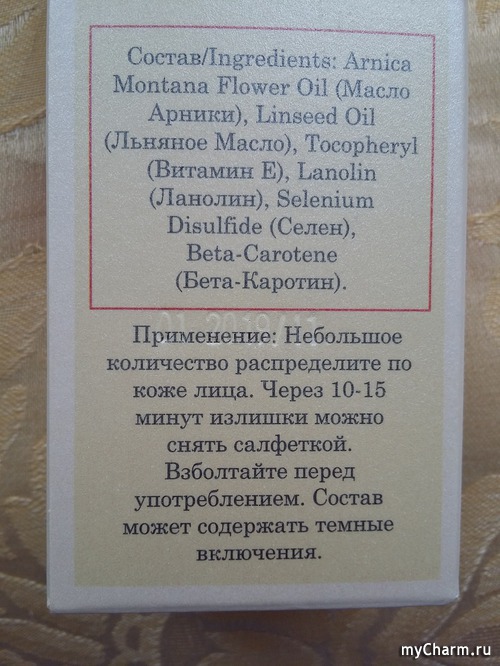 Состав/Ingredients: Arnica
Montana Flower Oil (Масло
Арники), Linseed Oil
(Льняное Масло), Tocopheryl
(Витамин Е), Lanolin
(Ланолин), Selenium
Disulfide (Селен),
Beta-Carotene
(Бета-Каротин).
Применение: Небольшое
количество распределите по
коже лица. Через 10-15
минут излишки можно
снять салфеткой.
Взболтайте перед
употреблением. Состав
может содержать темные
включения.
myCharm.ru